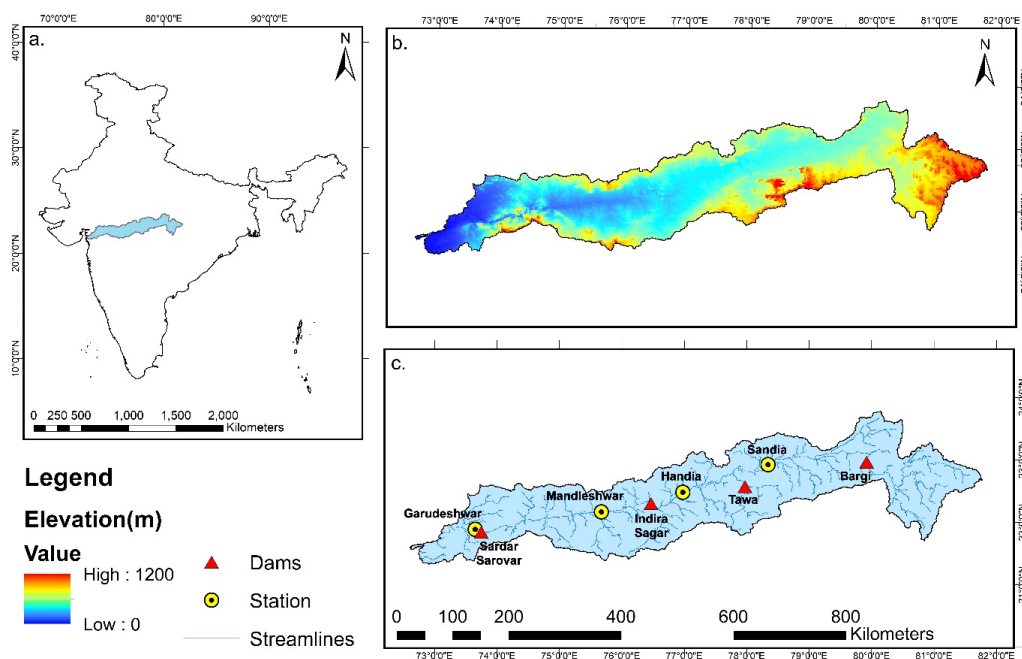 70°0'0"E 80°0'0"E 90°0'0"E
40°0'0"N
30°0'0"N
20°0'0"N
10°0'0"N
a.
N
0 250 500 1,000 1,500 2,000
Kilometers
73°0'0"E 74°0'0"E 75°0'0"E 76°0'0"E 77°0'0"E 78°0'0"E 79°0'0"E 80°0'0"E 81°0'0"E 82°0'0"E
b.
N
c.
Sandia
Handia
Bargi
Mandleshwar
Tawa
Garudeshwar
Indira
Sagar
Sardar
Sarovar
0 100 200 400 600 800
Kilometers
73°0'0"E 74°0'0"E 75°0'0"E 76°0'0"E 77°0'0"E 78°0'0"E 79°0'0"E 80°0'0"E 81°0'0"E 82°0'0"E
Legend
Elevation(m)
Value
High : 1200
Low : 0
Dams
Station
Streamlines